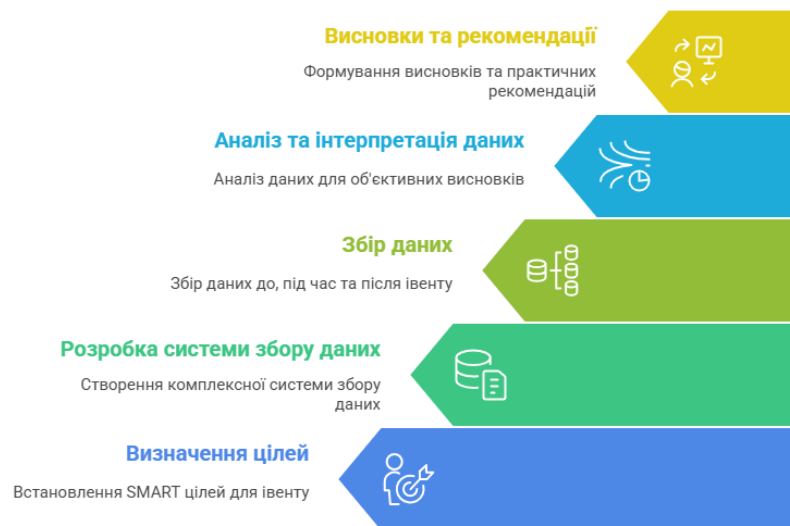 Висновки та рекомендації
Формування висновків та практичних
рекомендацій
Аналіз та інтерпретація даних
Аналіз даних для об'єктивних висновків
Збір даних
Збір даних до, під час та після івенту
Розробка системи збору даних
Створення комплексної системи збору
даних
Визначення цілей
Встановлення SMART цілей для івенту